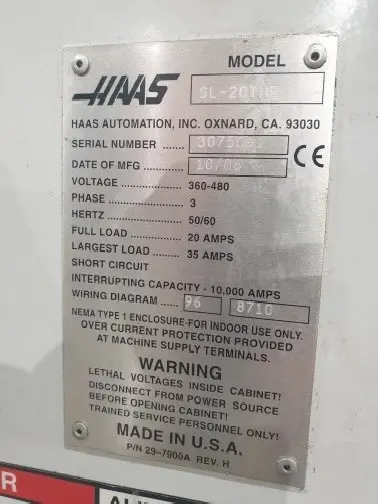 MODEL
HAAS
HAAS AUTOMATION, INC. OXNARD, CA. 93030
SERIAL NUMBER ......
CE
DATE OF MFG ........... 10/06
VOLTAGE ................ 360-480
PHASE .................... 3
HERTZ .................... 50/60
FULL LOAD .............. 20 AMPS
LARGEST LOAD ....... 35 AMPS
SHORT CIRCUIT
INTERRUPTING CAPACITY - 10,000 AMPS
WIRING DIAGRAM ...... 96 8710
NEMA TYPE 1 ENCLOSURE-FOR INDOOR USE ONLY.
OVER CURRENT PROTECTION PROVIDED
AT MACHINE SUPPLY TERMINALS.
WARNING
LETHAL VOLTAGES INSIDE CABINET!
DISCONNECT FROM POWER SOURCE
BEFORE OPENING CABINET!
TRAINED SERVICE PERSONNEL ONLY!
MADE IN U.S.A.
P/N 29-7900A REV. H
R